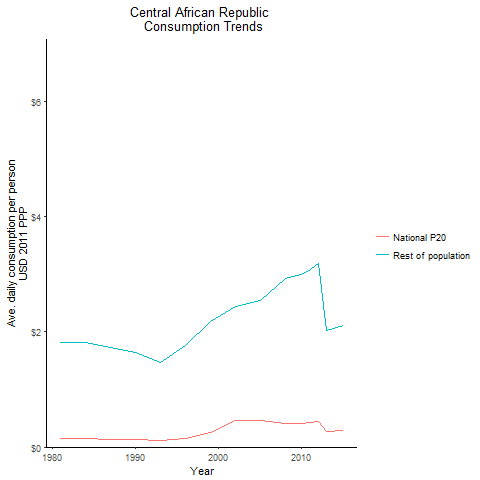 Central African Republic
Consumption Trends
Ave. daily consumption per person
USD 2011 PPP
$6
$4
$2
$0
1980
1990
2000
2010
Year
National P20
Rest of population